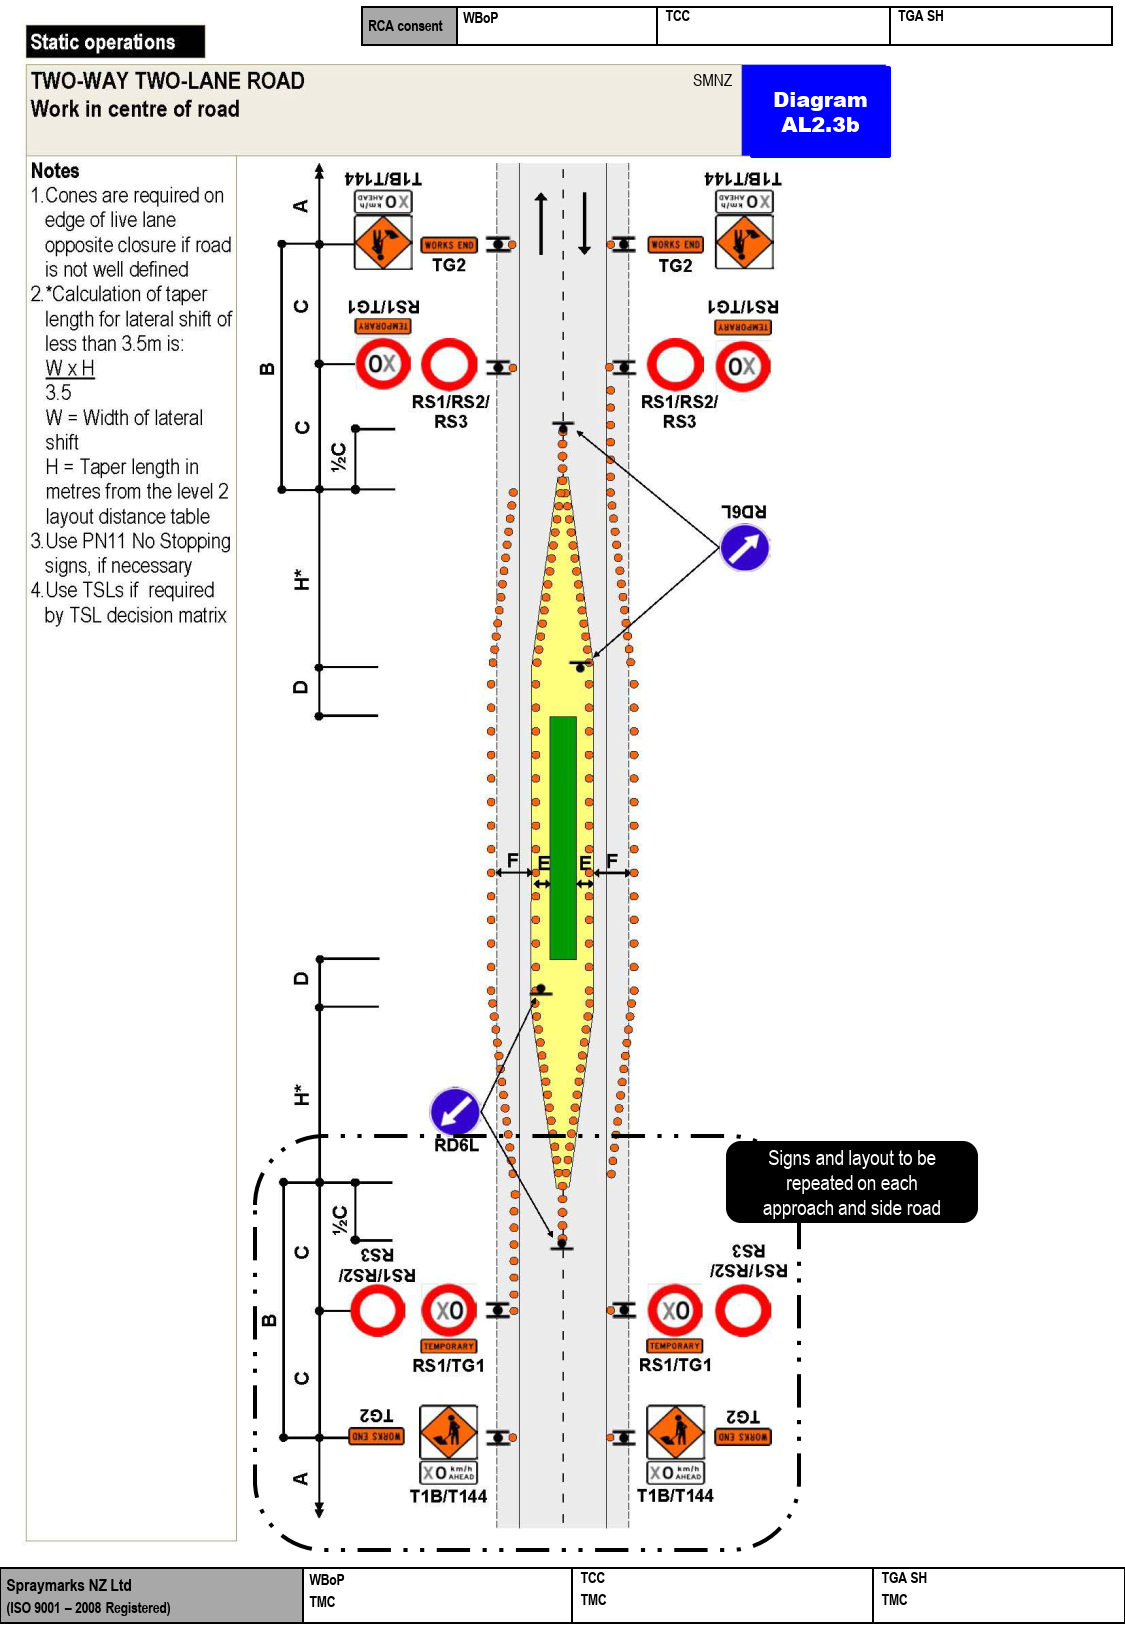 RCA consent
WBoP
TCC
TGA SH
Static operations
TWO-WAY TWO-LANE ROAD
Work in centre of road
SMNZ
Diagram
AL2.3b
Notes
1.Cones are required on
edge of live lane
opposite closure if road
is not well defined
2.*Calculation of taper
length for lateral shift of
less than 3.5m is:
W x H
3.5
W = Width of lateral
shift
H = Taper length in
metres from the level 2
layout distance table
3.Use PN11 No Stopping
signs, if necessary
4.Use TSLs if required
by TSL decision matrix
A
T1B/T144
X0 km/h AHEAD
WORKS END
TG2
T1B/T144
X0 km/h AHEAD
WORKS END
TG2
C
B
RS1/TG1
TEMPORARY
X0
RS1/RS2/
RS3
RS1/TG1
TEMPORARY
X0
RS1/RS2/
RS3
C
½C
RD6L
H*
D
F
E
E
F
D
H*
RD6L
Signs and layout to be
repeated on each
approach and side road
½C
C
B
RS1/RS2/
RS3
X0
TEMPORARY
RS1/TG1
RS1/RS2/
RS3
X0
TEMPORARY
RS1/TG1
C
TG2
WORKS END
X0 km/h AHEAD
T1B/T144
TG2
WORKS END
X0 km/h AHEAD
T1B/T144
A
Spraymarks NZ Ltd
(ISO 9001 – 2008 Registered)
WBoP
TMC
TCC
TMC
TGA SH
TMC